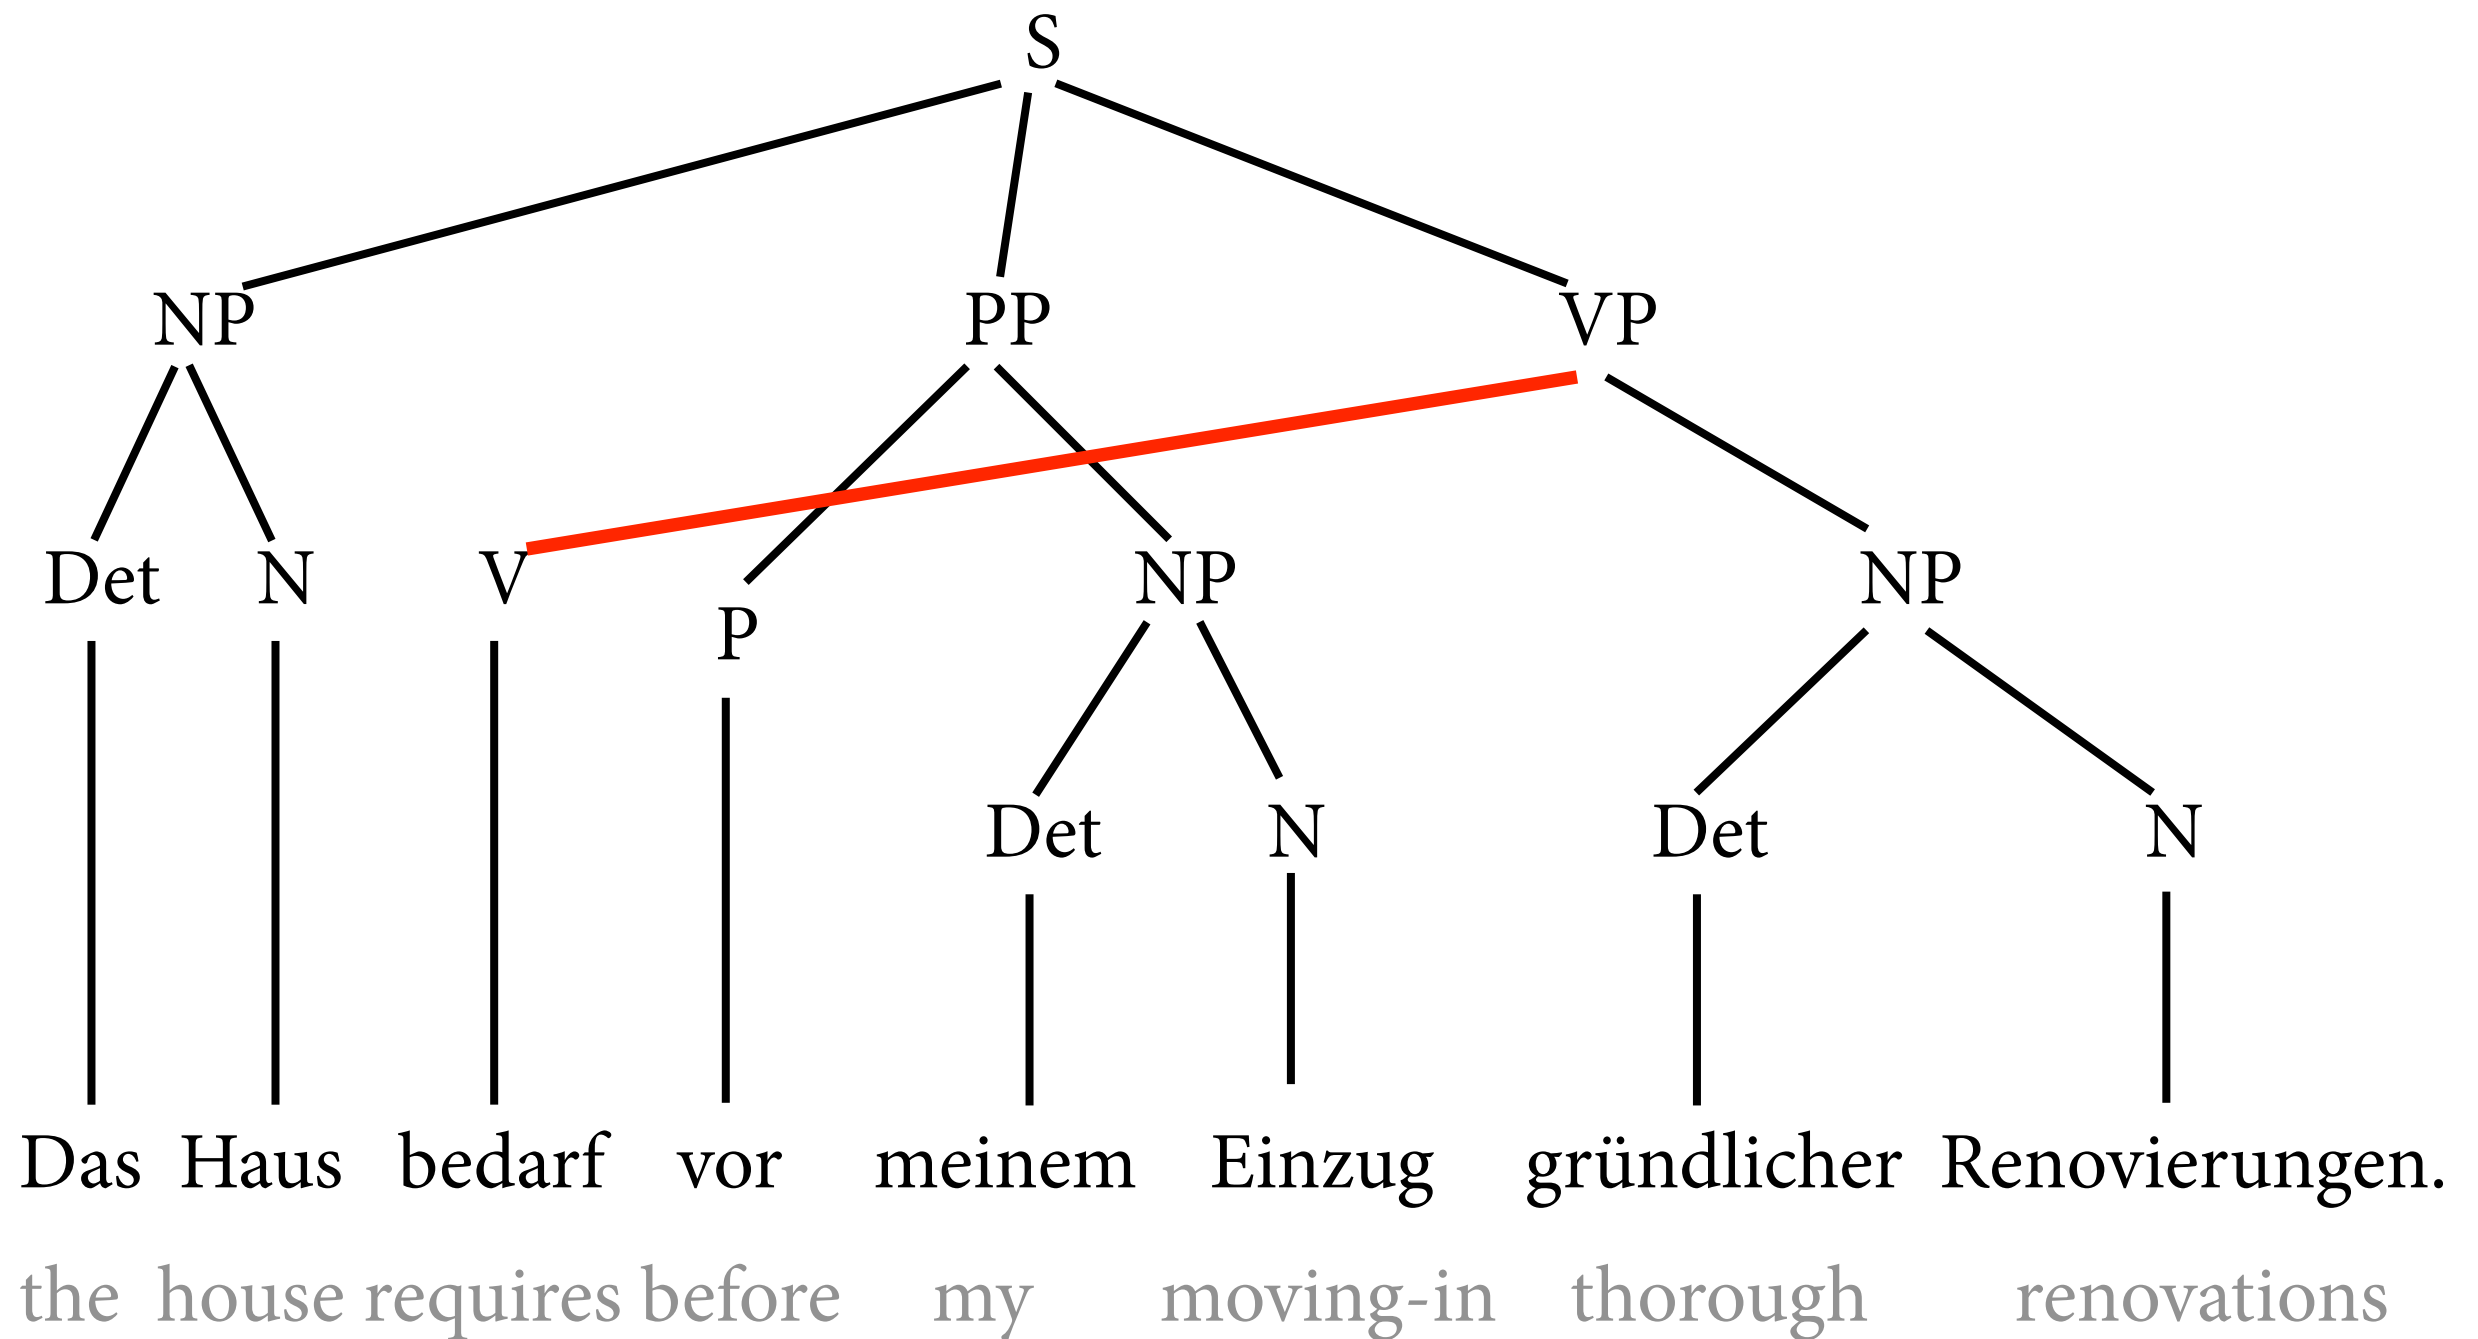 S
NP PP VP
Det N V NP NP
P
Det N Det N
Das Haus bedarf vor meinem Einzug gründlicher Renovierungen.
the house requires before my moving-in thorough renovations